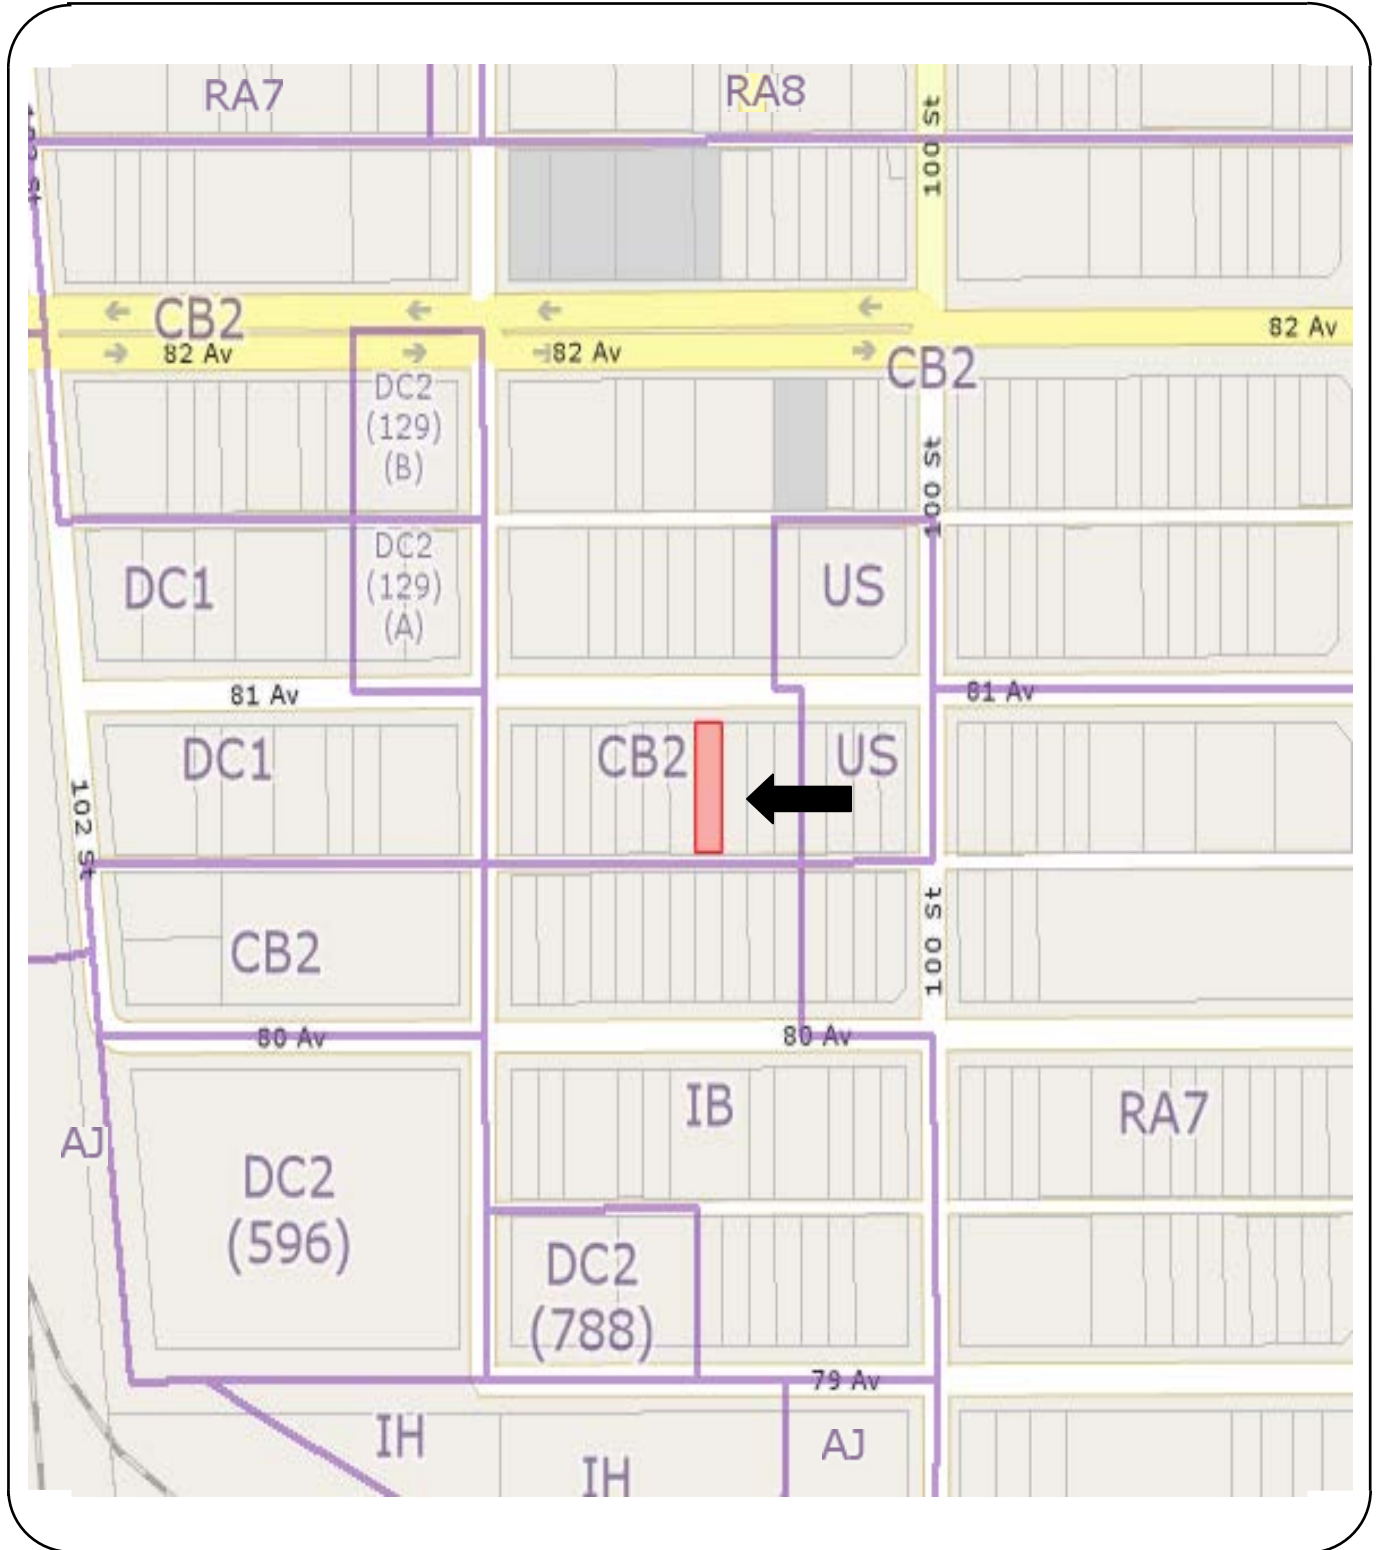 RA7
RA8
100 St
CB2
82 Av
82 Av
82 Av
CB2
DC2
(129)
(B)
100 St
DC1
DC2
(129)
(A)
US
81 Av
81 Av
DC1
CB2
US
102 St
CB2
100 St
80 Av
80 Av
IB
RA7
AJ
DC2
(596)
DC2
(788)
79 Av
IH
AJ
IH